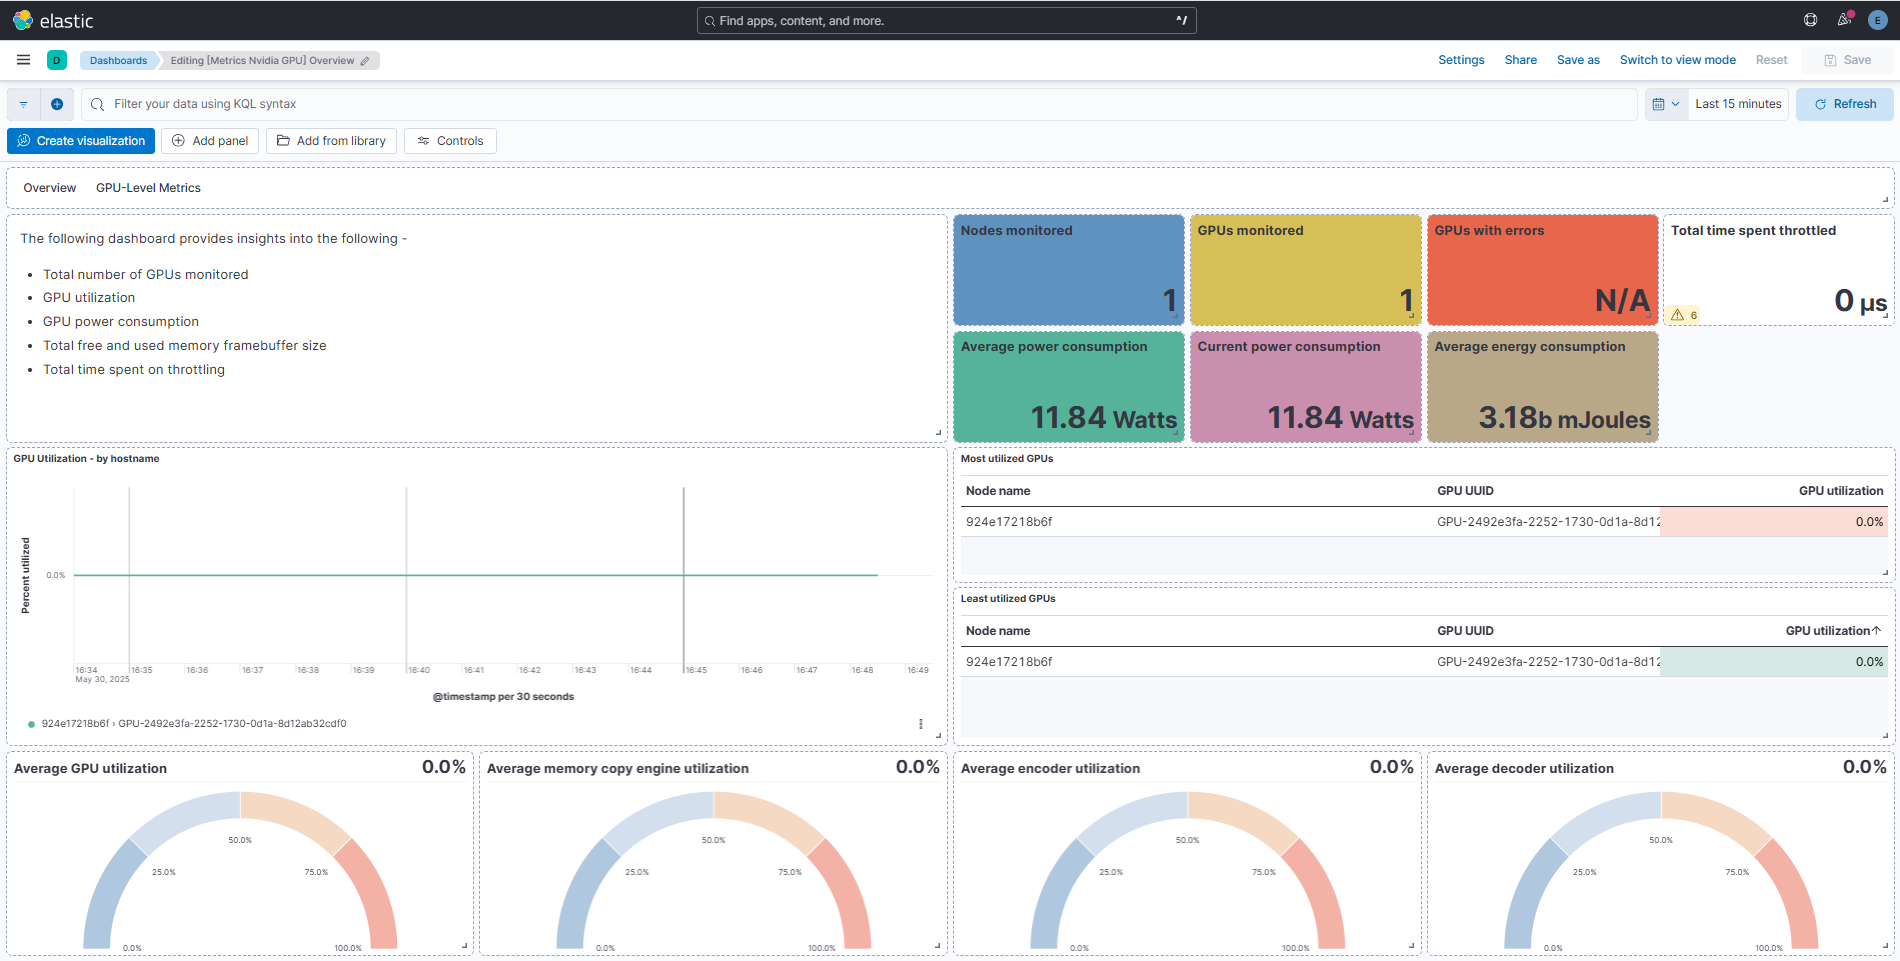 elastic
Find apps, content, and more.
^/
E
D
Dashboards
Editing [Metrics Nvidia GPU] Overview
Settings
Share
Save as
Switch to view mode
Reset
Save
Filter your data using KQL syntax
Last 15 minutes
Refresh
Create visualization
Add panel
Add from library
Controls
Overview
GPU-Level Metrics
The following dashboard provides insights into the following -
• Total number of GPUs monitored
• GPU utilization
• GPU power consumption
• Total free and used memory framebuffer size
• Total time spent on throttling
Nodes monitored
1
GPUs monitored
1
GPUs with errors
N/A
Total time spent throttled
6
0 µs
Average power consumption
11.84 Watts
Current power consumption
11.84 Watts
Average energy consumption
3.18b mJoules
GPU Utilization - by hostname
Percent utilized
0.0%
16:34 16:35 16:36 16:37 16:38 16:39 16:40 16:41 16:42 16:43 16:44 16:45 16:46 16:47 16:48 16:49
May 30, 2025
@timestamp per 30 seconds
924e17218b6f › GPU-2492e3fa-2252-1730-0d1a-8d12ab32cdf0
Most utilized GPUs
Node name GPU UUID GPU utilization
924e17218b6f GPU-2492e3fa-2252-1730-0d1a-8d12 0.0%
Least utilized GPUs
Node name GPU UUID GPU utilization↑
924e17218b6f GPU-2492e3fa-2252-1730-0d1a-8d12 0.0%
Average GPU utilization 0.0%
50.0%
25.0% 75.0%
0.0% 100.0%
Average memory copy engine utilization 0.0%
50.0%
25.0% 75.0%
0.0% 100.0%
Average encoder utilization 0.0%
50.0%
25.0% 75.0%
0.0% 100.0%
Average decoder utilization 0.0%
50.0%
25.0% 75.0%
0.0% 100.0%